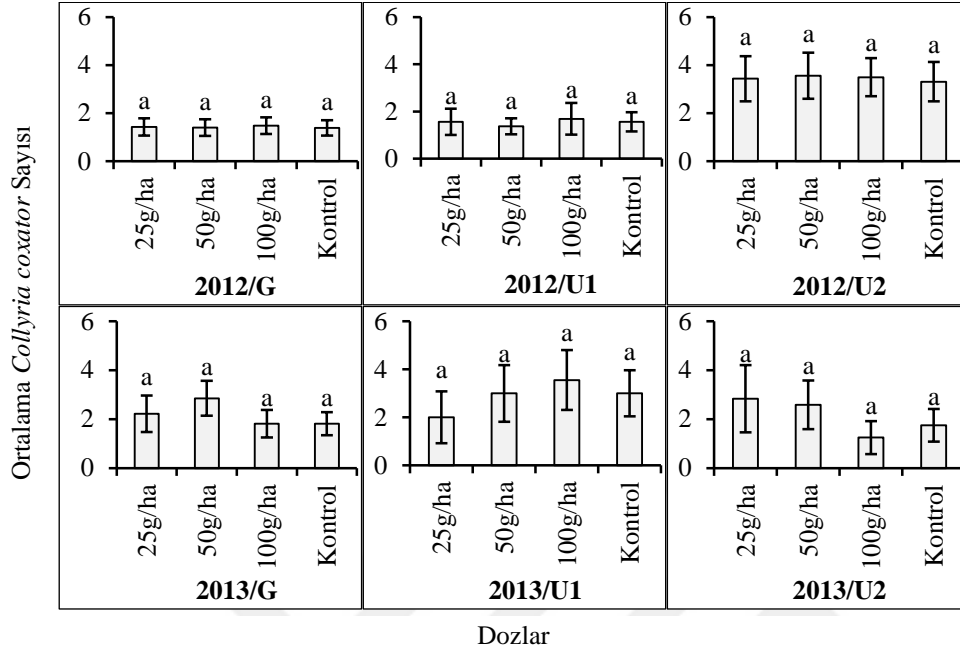 Ortalama Collyria coxator Sayısı
6
4
2
0
a a a a
25g/ha 50g/ha 100g/ha Kontrol
2012/G
6
4
2
0
a a a a
25g/ha 50g/ha 100g/ha Kontrol
2012/U1
6
4
2
0
a a a a
25g/ha 50g/ha 100g/ha Kontrol
2012/U2
6
4
2
0
a a a a
25g/ha 50g/ha 100g/ha Kontrol
2013/G
6
4
2
0
a a a a
25g/ha 50g/ha 100g/ha Kontrol
2013/U1
6
4
2
0
a a a a
25g/ha 50g/ha 100g/ha Kontrol
2013/U2
Dozlar